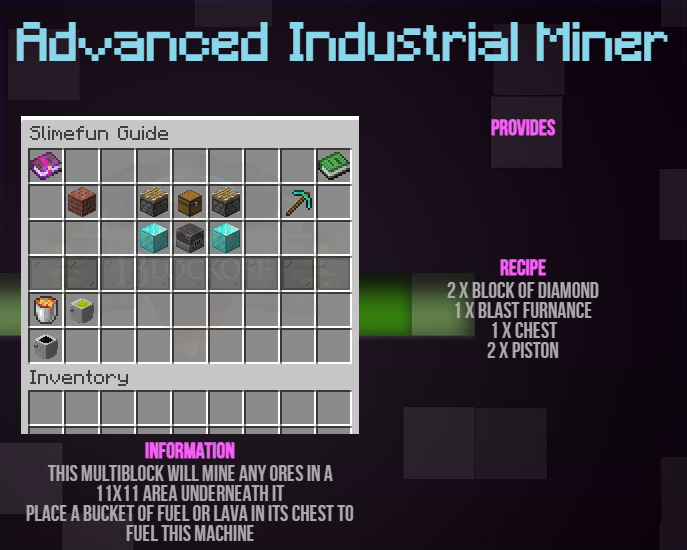 Advanced Industrial Miner
Slimefun Guide
PROVIDES
BLOCKOFF
RECIPE
2 X BLOCK OF DIAMOND
1 X BLAST FURNANCE
1 X CHEST
2 X PISTON
Inventory
INFORMATION
THIS MULTIBLOCK WILL MINE ANY ORES IN A
11X11 AREA UNDERNEATH IT
PLACE A BUCKET OF FUEL OR LAVA IN ITS CHEST TO
FUEL THIS MACHINE